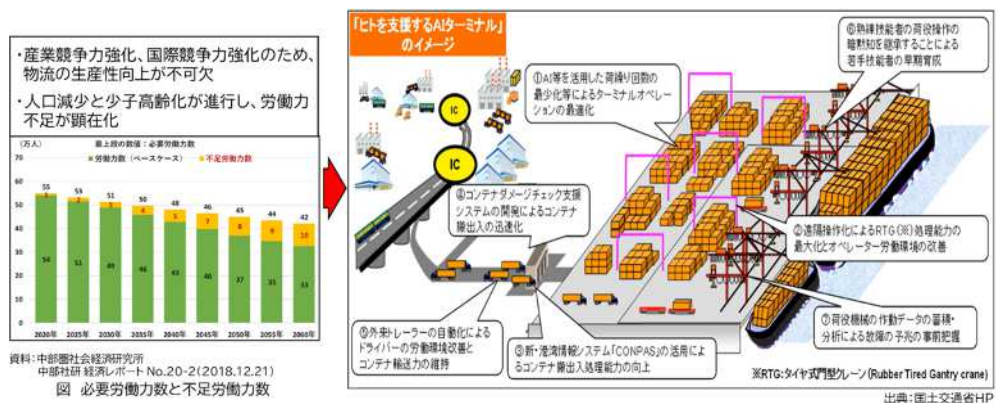 ・産業競争力強化、国際競争力強化のため、
物流の生産性向上が不可欠
・人口減少と少子高齢化が進行し、労働力
不足が顕在化
(万人)
最上段の数値:必要労働力数
■労働力数(ベースケース) ■不足労働力数
70
60
50
40
30
20
10
0
55 53 51 50 48 46 45 44 42
2 4 5 7 8 9 10
54 51 49 46 43 40 37 35 33
2020年 2025年 2030年 2035年 2040年 2045年 2050年 2055年 2060年
資料:中部圏社会経済研究所
中部社研 経済レポート No.20-2(2018.12.21)
図 必要労働力数と不足労働力数
「ヒトを支援するAIターミナル」
のイメージ
IC
IC
①AI等を活用した荷繰り回数の
最少化等によるターミナルオペレー
ションの最適化
⑥熟練技能者の荷役操作の
暗黙知を継承することによる
若手技能者の早期育成
④コンテナダメージチェック支援
システムの開発によるコンテナ
搬出入の迅速化
②遠隔操作化によるRTG(※)処理能力の
最大化とオペレーター労働環境の改善
⑤外来トレーラーの自動化による
ドライバーの労働環境改善と
コンテナ輸送力の維持
③新・港湾情報システム「CONPAS」の活用によ
るコンテナ搬出入処理能力の向上
⑦荷役機械の作動データの蓄積・
分析による故障の予兆の事前把握
※RTG:タイヤ式門型クレーン(Rubber Tired Gantry crane)
出典:国土交通省HP